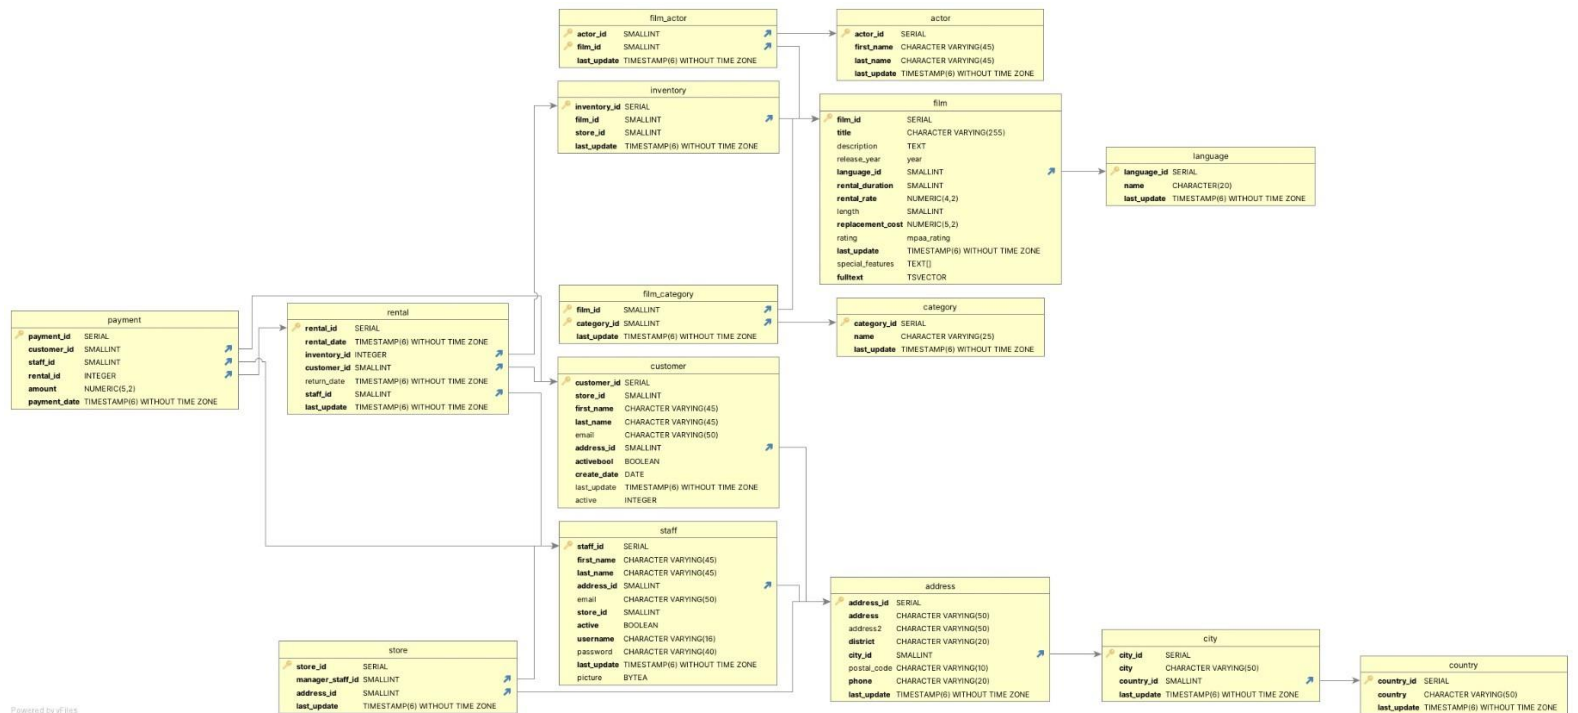 film_actor
actor_id SMALLINT
film_id SMALLINT
last_update TIMESTAMP(6) WITHOUT TIME ZONE
actor
actor_id SERIAL
first_name CHARACTER VARYING(45)
last_name CHARACTER VARYING(45)
last_update TIMESTAMP(6) WITHOUT TIME ZONE
inventory
inventory_id SERIAL
film_id SMALLINT
store_id SMALLINT
last_update TIMESTAMP(6) WITHOUT TIME ZONE
film
film_id SERIAL
title CHARACTER VARYING(255)
description TEXT
release_year year
language_id SMALLINT
rental_duration SMALLINT
rental_rate NUMERIC(4,2)
length SMALLINT
replacement_cost NUMERIC(5,2)
rating mpaa_rating
last_update TIMESTAMP(6) WITHOUT TIME ZONE
special_features TEXT[]
fulltext TSVECTOR
language
language_id SERIAL
name CHARACTER(20)
last_update TIMESTAMP(6) WITHOUT TIME ZONE
film_category
film_id SMALLINT
category_id SMALLINT
last_update TIMESTAMP(6) WITHOUT TIME ZONE
category
category_id SERIAL
name CHARACTER VARYING(25)
last_update TIMESTAMP(6) WITHOUT TIME ZONE
payment
payment_id SERIAL
customer_id SMALLINT
staff_id SMALLINT
rental_id INTEGER
amount NUMERIC(5,2)
payment_date TIMESTAMP(6) WITHOUT TIME ZONE
rental
rental_id SERIAL
rental_date TIMESTAMP(6) WITHOUT TIME ZONE
inventory_id INTEGER
customer_id SMALLINT
return_date TIMESTAMP(6) WITHOUT TIME ZONE
staff_id SMALLINT
last_update TIMESTAMP(6) WITHOUT TIME ZONE
customer
customer_id SERIAL
store_id SMALLINT
first_name CHARACTER VARYING(45)
last_name CHARACTER VARYING(45)
email CHARACTER VARYING(50)
address_id SMALLINT
activebool BOOLEAN
create_date DATE
last_update TIMESTAMP(6) WITHOUT TIME ZONE
active INTEGER
staff
staff_id SERIAL
first_name CHARACTER VARYING(45)
last_name CHARACTER VARYING(45)
address_id SMALLINT
email CHARACTER VARYING(50)
store_id SMALLINT
active BOOLEAN
username CHARACTER VARYING(16)
password CHARACTER VARYING(40)
last_update TIMESTAMP(6) WITHOUT TIME ZONE
picture BYTEA
store
store_id SERIAL
manager_staff_id SMALLINT
address_id SMALLINT
last_update TIMESTAMP(6) WITHOUT TIME ZONE
address
address_id SERIAL
address CHARACTER VARYING(50)
address2 CHARACTER VARYING(50)
district CHARACTER VARYING(20)
city_id SMALLINT
postal_code CHARACTER VARYING(10)
phone CHARACTER VARYING(20)
last_update TIMESTAMP(6) WITHOUT TIME ZONE
city
city_id SERIAL
city CHARACTER VARYING(50)
country_id SMALLINT
last_update TIMESTAMP(6) WITHOUT TIME ZONE
country
country_id SERIAL
country CHARACTER VARYING(50)
last_update TIMESTAMP(6) WITHOUT TIME ZONE
Powered by yFiles